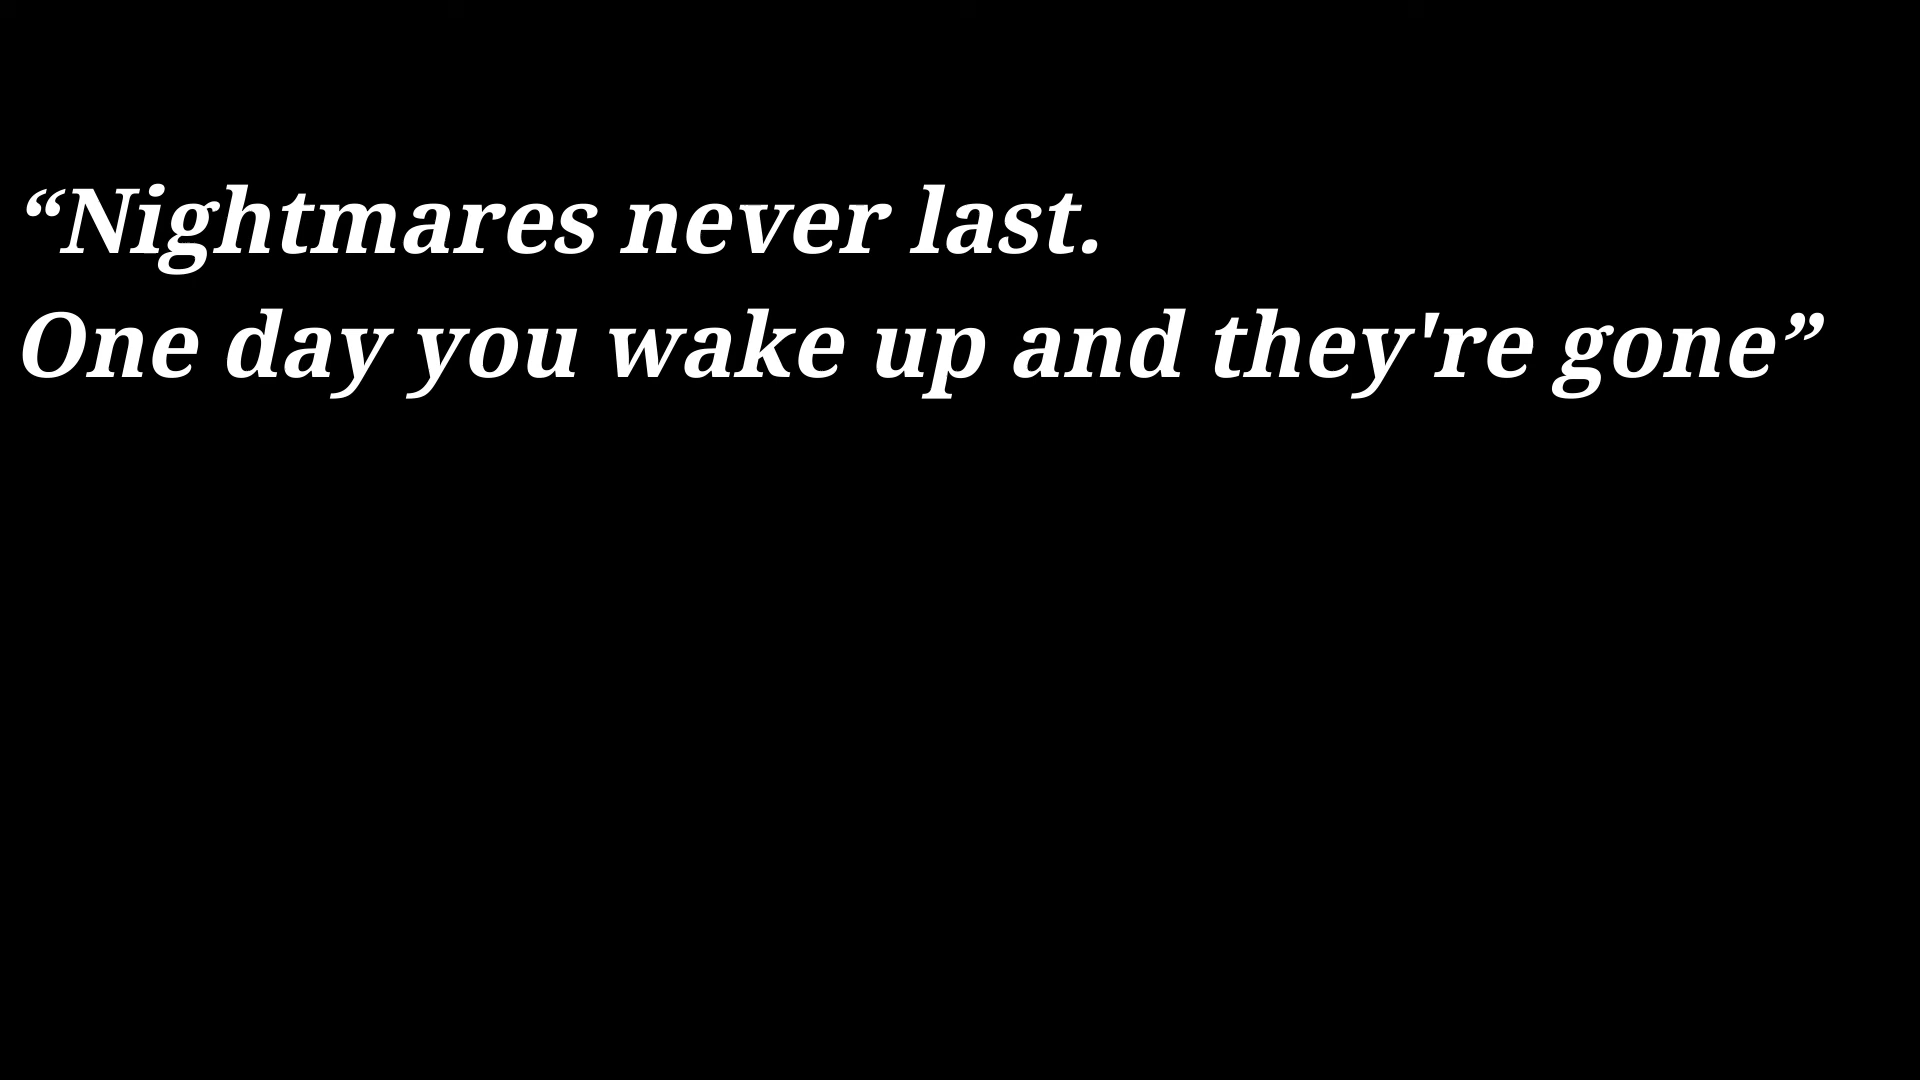 “Nightmares never last.
One day you wake up and they're gone”